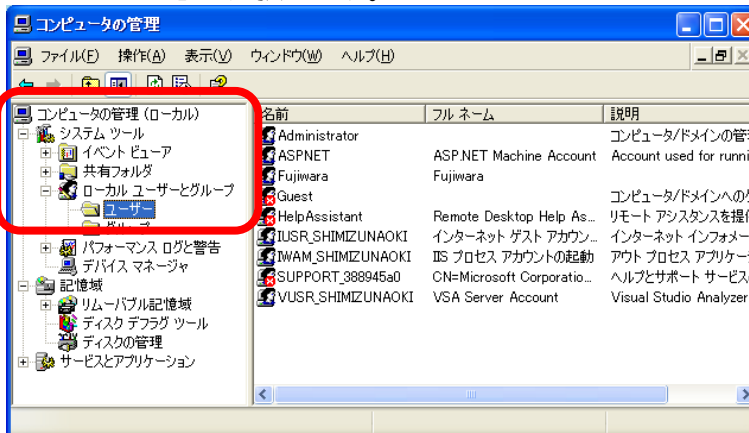 コンピュータの管理
ファイル(F) 操作(A) 表示(V) ウィンドウ(W) ヘルプ(H)
コンピュータの管理 (ローカル)
システム ツール
イベント ビューア
共有フォルダ
ローカル ユーザーとグループ
ユーザー
グループ
パフォーマンス ログと警告
デバイス マネージャ
記憶域
リムーバブル記憶域
ディスク デフラグ ツール
ディスクの管理
サービスとアプリケーション
名前 フル ネーム 説明
Administrator コンピュータ/ドメインの管
ASPNET ASP.NET Machine Account Account used for runni
Fujiwara Fujiwara
Guest コンピュータ/ドメインへの
HelpAssistant Remote Desktop Help As... リモート アシスタンスを提
IUSR_SHIMIZUNAOKI インターネット ゲスト アカウン... インターネット インフォメー
IWAM_SHIMIZUNAOKI IIS プロセス アカウントの起動 アウト プロセス アプリケー
SUPPORT_388945a0 CN=Microsoft Corporatio... ヘルプとサポート サービス
VUSR_SHIMIZUNAOKI VSA Server Account Visual Studio Analyzer